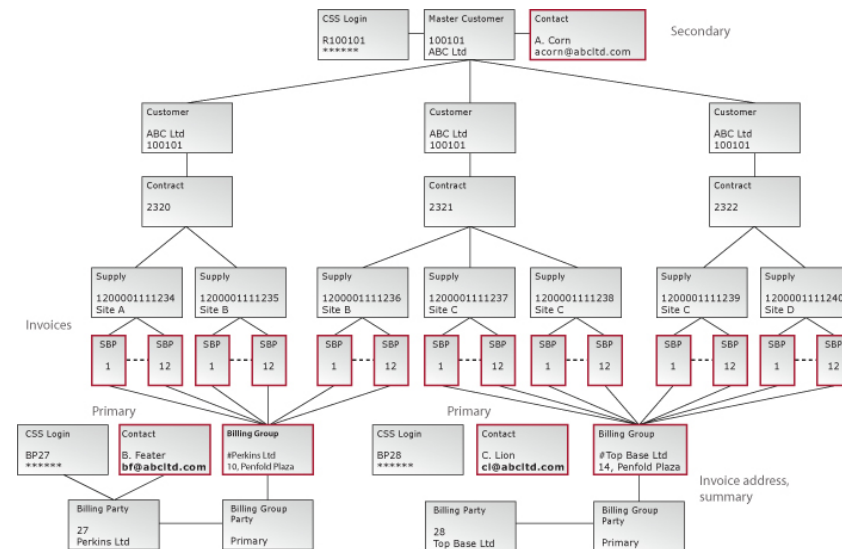 CSS Login
R100101
******
Master Customer
100101
ABC Ltd
Contact
A. Corn
acorn@abcltd.com
Secondary
Customer
ABC Ltd
100101
Customer
ABC Ltd
100101
Customer
ABC Ltd
100101
Contract
2320
Contract
2321
Contract
2322
Supply
1200001111234
Site A
Supply
1200001111235
Site B
Supply
1200001111236
Site B
Supply
1200001111237
Site C
Supply
1200001111238
Site C
Supply
1200001111239
Site C
Supply
1200001111240
Site D
Invoices
SBP
1
SBP
12
SBP
1
SBP
12
SBP
1
SBP
12
SBP
1
SBP
12
SBP
1
SBP
12
SBP
1
SBP
12
SBP
1
SBP
12
Primary
Primary
CSS Login
BP27
******
Contact
B. Feater
bf@abcltd.com
Billing Group
#Perkins Ltd
10, Penfold Plaza
CSS Login
BP28
******
Contact
C. Lion
cl@abcltd.com
Billing Group
#Top Base Ltd
14, Penfold Plaza
Invoice address,
summary
Billing Party
27
Perkins Ltd
Billing Group
Party
Primary
Billing Party
28
Top Base Ltd
Billing Group
Party
Primary